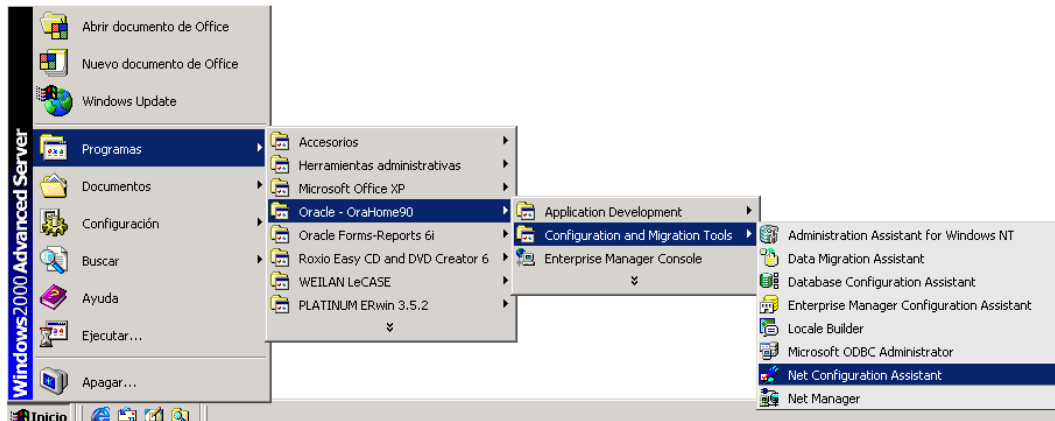 Windows 2000 Advanced Server
Abrir documento de Office
Nuevo documento de Office
Windows Update
Programas
Documentos
Configuración
Buscar
Ayuda
Ejecutar...
Apagar...
Inicio
Accesorios
Herramientas administrativas
Microsoft Office XP
Oracle - OraHome90
Oracle Forms-Reports 6i
Roxio Easy CD and DVD Creator 6
WEILAN LeCASE
PLATINUM ERwin 3.5.2
Application Development
Configuration and Migration Tools
Enterprise Manager Console
Administration Assistant for Windows NT
Data Migration Assistant
Database Configuration Assistant
Enterprise Manager Configuration Assistant
Locale Builder
Microsoft ODBC Administrator
Net Configuration Assistant
Net Manager